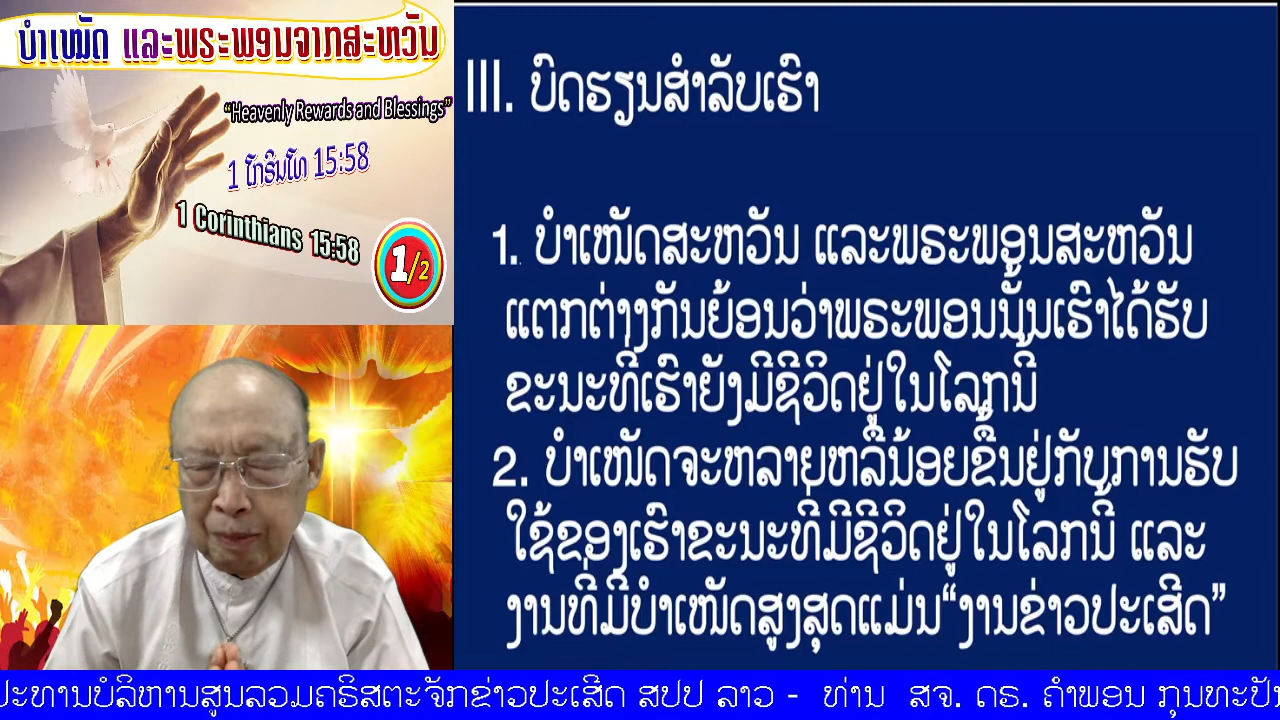 ບຳເໜັດ ແລະພຣະພອນຈາກສະຫວັນ
“Heavenly Rewards and Blessings”
1 ໂກຣິນໂທ 15:58
1 Corinthians 15:58
1/2
III. ບົດຮຽນສຳລັບເຮົາ
1. ບຳເໜັດສະຫວັນ ແລະພຣະພອນສະຫວັນ
ແຕກຕ່າງກັນຍ້ອນວ່າພຣະພອນນັ້ນເຮົາໄດ້ຮັບ
ຂະນະທີ່ເຮົາຍັງມີຊີວິດຢູ່ໃນໂລກນີ້
2. ບຳເໜັດຈະຫລາຍຫລືນ້ອຍຂຶ້ນຢູ່ກັບການຮັບ
ໃຊ້ຂອງເຮົາຂະນະທີ່ມີຊີວິດຢູ່ໃນໂລກນີ້ ແລະ
ງານທີ່ມີບຳເໜັດສູງສຸດແມ່ນ“ງານຂ່າວປະເສີດ”
ປະທານບໍລິຫານສູນລວມຄຣິສຕະຈັກຂ່າວປະເສີດ ສປປ ລາວ - ທ່ານ ສຈ. ດຣ. ຄຳພອນ ກຸນທະປັນ